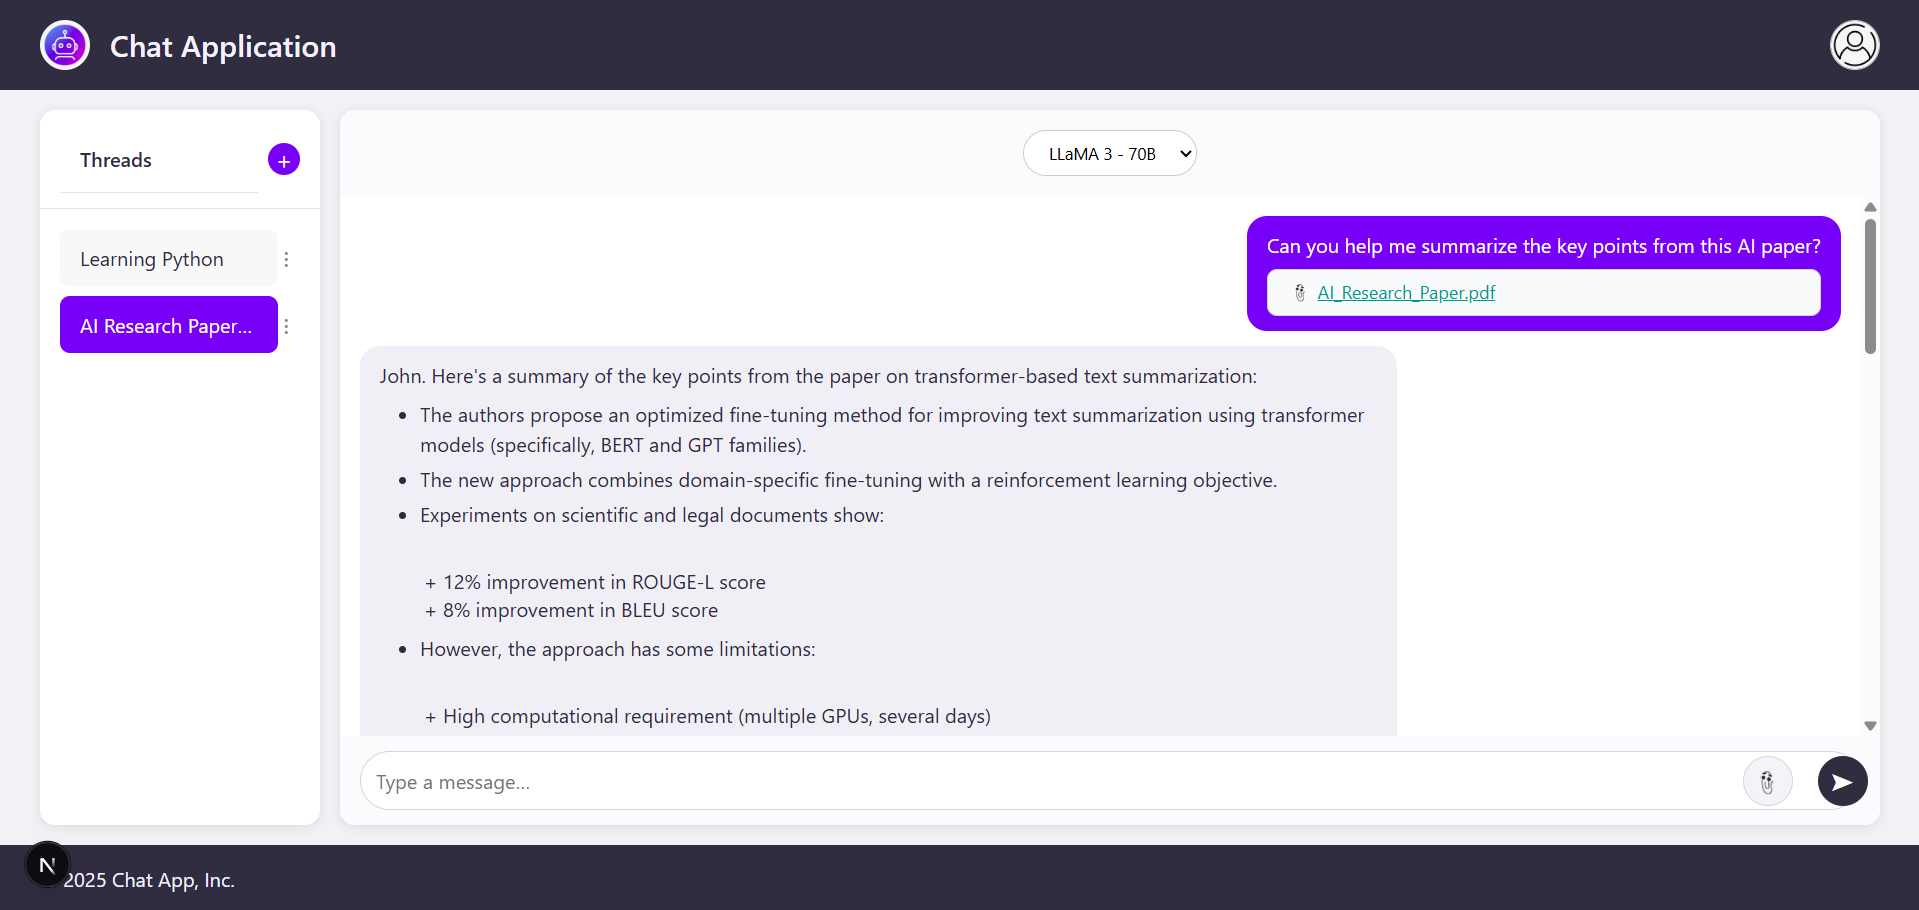 Chat Application
Threads
+
Learning Python
AI Research Paper...
LLaMA 3 - 70B
Can you help me summarize the key points from this AI paper?
AI_Research_Paper.pdf
John. Here's a summary of the key points from the paper on transformer-based text summarization:
• The authors propose an optimized fine-tuning method for improving text summarization using transformer
models (specifically, BERT and GPT families).
• The new approach combines domain-specific fine-tuning with a reinforcement learning objective.
• Experiments on scientific and legal documents show:
+ 12% improvement in ROUGE-L score
+ 8% improvement in BLEU score
• However, the approach has some limitations:
+ High computational requirement (multiple GPUs, several days)
Type a message...
N
2025 Chat App, Inc.